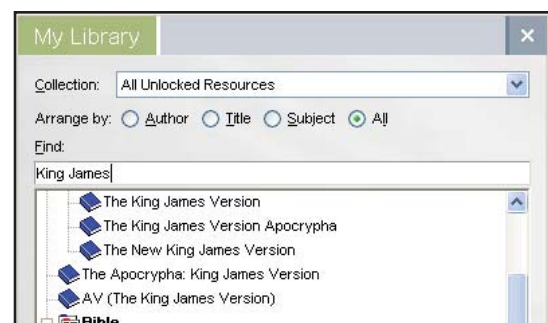 My Library
Collection: All Unlocked Resources
Arrange by: Author Title Subject All
Find:
King James
The King James Version
The King James Version Apocrypha
The New King James Version
The Apocrypha: King James Version
AV (The King James Version)
Bible